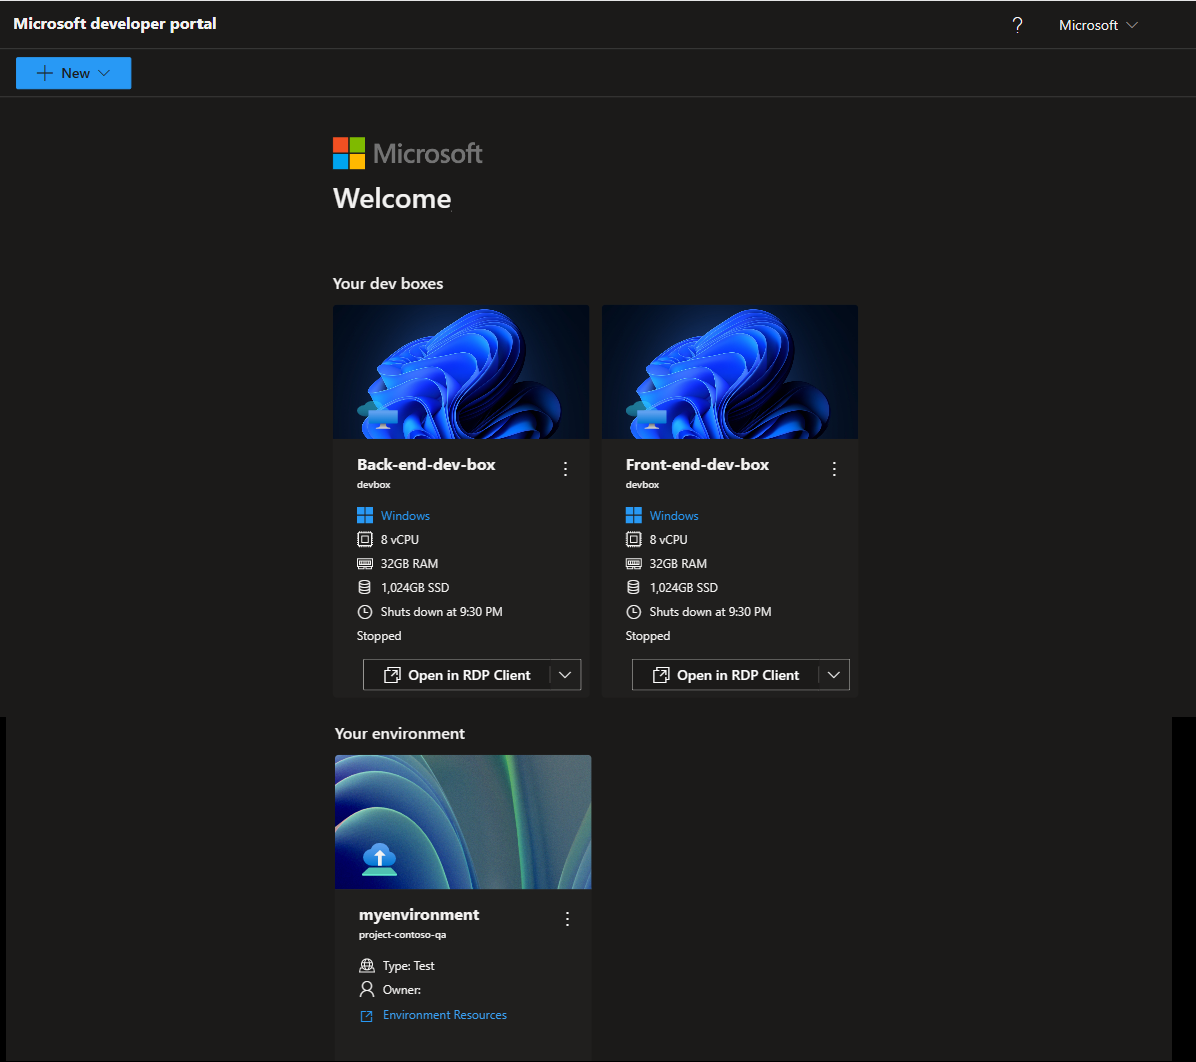 Microsoft developer portal
? Microsoft
New
Microsoft
Welcome
Your dev boxes
Back-end-dev-box
devbox
Windows
8 vCPU
32GB RAM
1,024GB SSD
Shuts down at 9:30 PM
Stopped
Open in RDP Client
Front-end-dev-box
devbox
Windows
8 vCPU
32GB RAM
1,024GB SSD
Shuts down at 9:30 PM
Stopped
Open in RDP Client
Your environment
myenvironment
project-contoso-qa
Type: Test
Owner:
Environment Resources